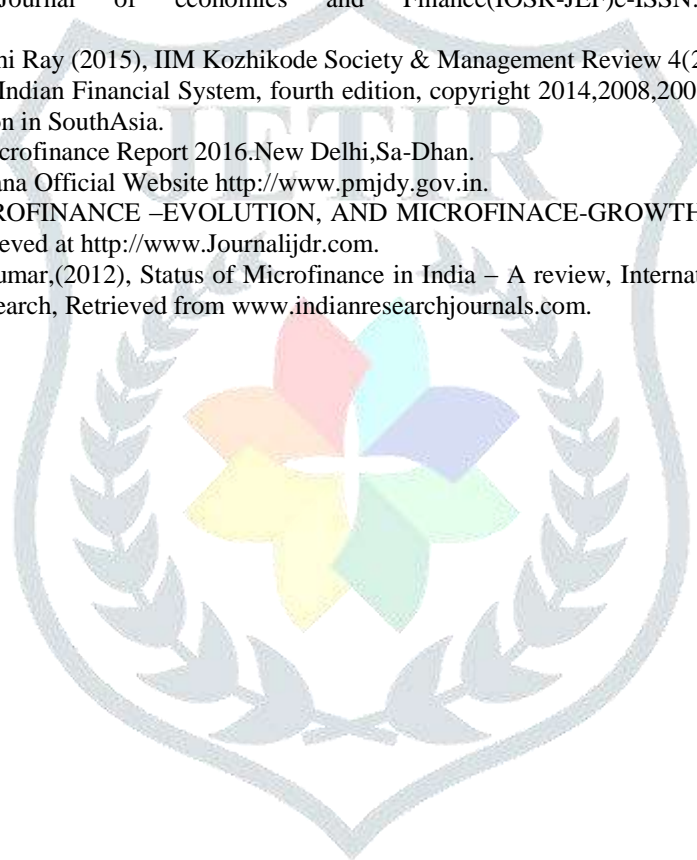 Journal of economics and Finance(IOSR-JEF)e-ISSN:
ni Ray (2015), IIM Kozhikode Society & Management Review 4(2
Indian Financial System, fourth edition, copyright 2014,2008,200
on in SouthAsia.
crofinance Report 2016.New Delhi,Sa-Dhan.
ana Official Website http://www.pmjdy.gov.in.
ROFINANCE –EVOLUTION, AND MICROFINACE-GROWTH
ieved at http://www.Journalijdr.com.
umar,(2012), Status of Microfinance in India – A review, Internat
earch, Retrieved from www.indianresearchjournals.com.
JETIR